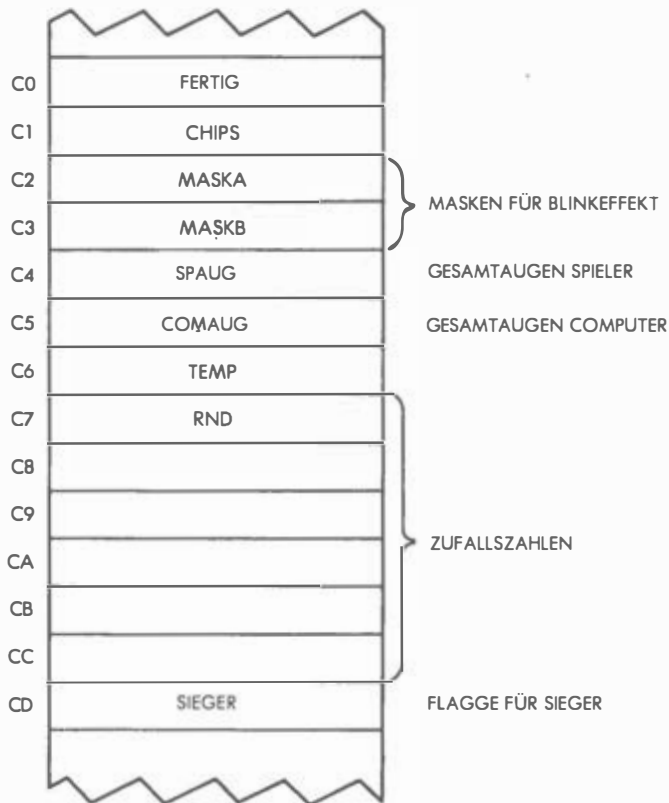 C0 FERTIG
C1 CHIPS
C2 MASKA
MASKEN FÜR BLINKEFFEKT
C3 MASKB
C4 SPAUG GESAMTAUGEN SPIELER
C5 COMAUG GESAMTAUGEN COMPUTER
C6 TEMP
C7 RND
C8
C9
ZUFALLSZAHLEN
CA
CB
CC
CD SIEGER FLAGGE FÜR SIEGER